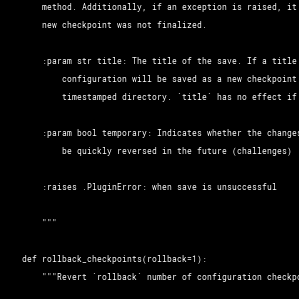 method. Additionally, if an exception is raised, it
new checkpoint was not finalized.
:param str title: The title of the save. If a title
configuration will be saved as a new checkpoint
timestamped directory. `title` has no effect if
:param bool temporary: Indicates whether the changes
be quickly reversed in the future (challenges)
:raises .PluginError: when save is unsuccessful
"""
def rollback_checkpoints(rollback=1):
"""Revert `rollback` number of configuration checkpo